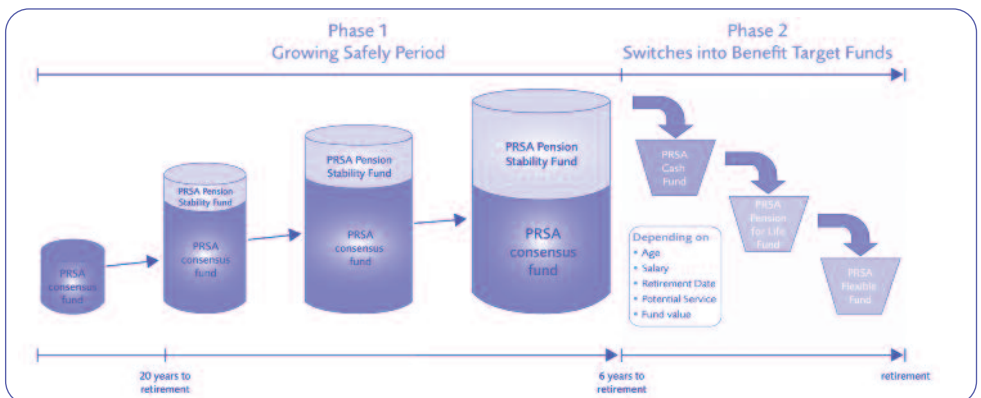 Phase 1
Growing Safely Period
Phase 2
Switches into Benefit Target Funds
PRSA
consensus
fund
PRSA Pension
Stability Fund
PRSA
consensus
fund
PRSA Pension
Stability Fund
PRSA
consensus
fund
PRSA Pension
Stability Fund
PRSA
consensus
fund
PRSA
Cash
Fund
PRSA
Pension
for Life
Fund
PRSA
Flexible
Fund
Depending on
• Age
• Salary
• Retirement Date
• Potential Service
• Fund value
20 years to
retirement
6 years to
retirement
retirement